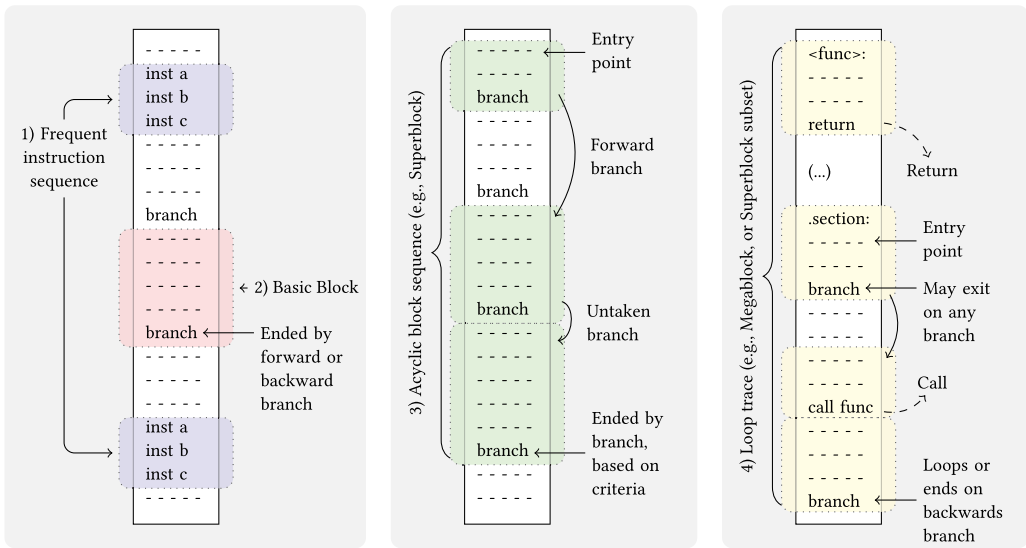 - - - - -
inst a
inst b
inst c
- - - - -
- - - - -
- - - - -
branch
- - - - -
- - - - -
- - - - -
- - - - -
branch
- - - - -
- - - - -
- - - - -
inst a
inst b
inst c
- - - - -
1) Frequent
instruction
sequence
2) Basic Block
Ended by
forward or
backward
branch
3) Acyclic block sequence (e.g., Superblock)
- - - - -
- - - - -
branch
- - - - -
- - - - -
- - - - -
branch
- - - - -
- - - - -
- - - - -
- - - - -
branch
- - - - -
- - - - -
- - - - -
- - - - -
- - - - -
branch
- - - - -
- - - - -
Entry
point
Forward
branch
Untaken
branch
Ended by
branch,
based on
criteria
4) Loop trace (e.g., Megablock, or Superblock subset)
<func>:
- - - - -
- - - - -
return
(...)
.section:
- - - - -
- - - - -
branch
- - - - -
- - - - -
- - - - -
- - - - -
call func
- - - - -
- - - - -
- - - - -
branch
Return
Entry
point
May exit
on any
branch
Call
Loops or
ends on
backwards
branch